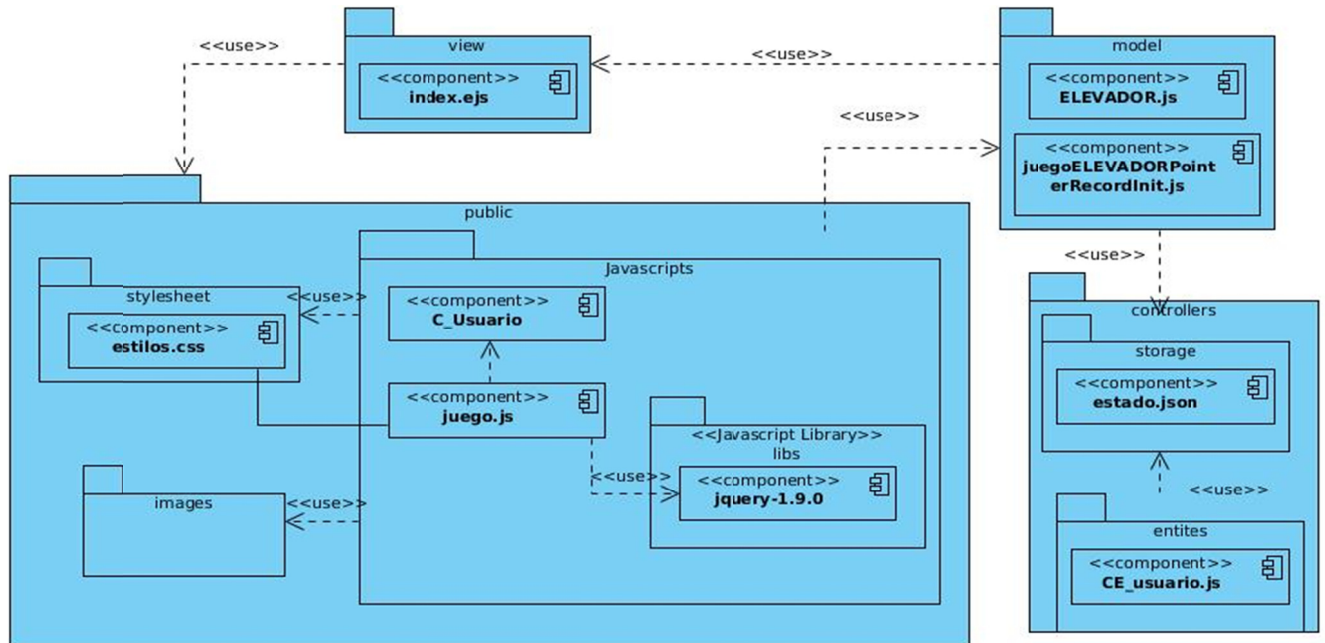 <<use>>
view
<<component>>
index.ejs
<<use>>
model
<<component>>
ELEVADOR.js
<<use>>
<<component>>
juegoELEVADORPoint
erRecordInit.js
public
<<use>>
Javascripts
stylesheet
<<component>>
estilos.css
<<use>>
<<component>>
C_Usuario
<<component>>
juego.js
<<Javascript Library>>
libs
<<use>>
<<component>>
jquery-1.9.0
images
<<use>>
controllers
storage
<<component>>
estado.json
<<use>>
entites
<<component>>
CE_usuario.js